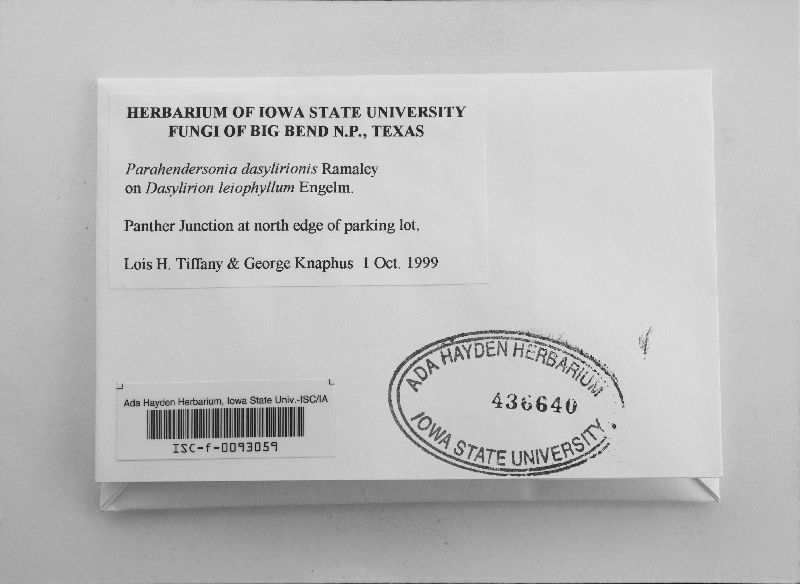 HERBARIUM OF IOWA STATE UNIVERSITY
FUNGI OF BIG BEND N.P., TEXAS
Parahendersonia dasylirionis Ramaley
on Dasylirion leiophyllum Engelm.
Panther Junction at north edge of parking lot,
Lois H. Tiffany & George Knaphus 1 Oct. 1999
Ada Hayden Herbarium, Iowa State Univ.-ISC/IA
ISC-f-0093059
ADA HAYDEN HERBARIUM
436640
IOWA STATE UNIVERSITY